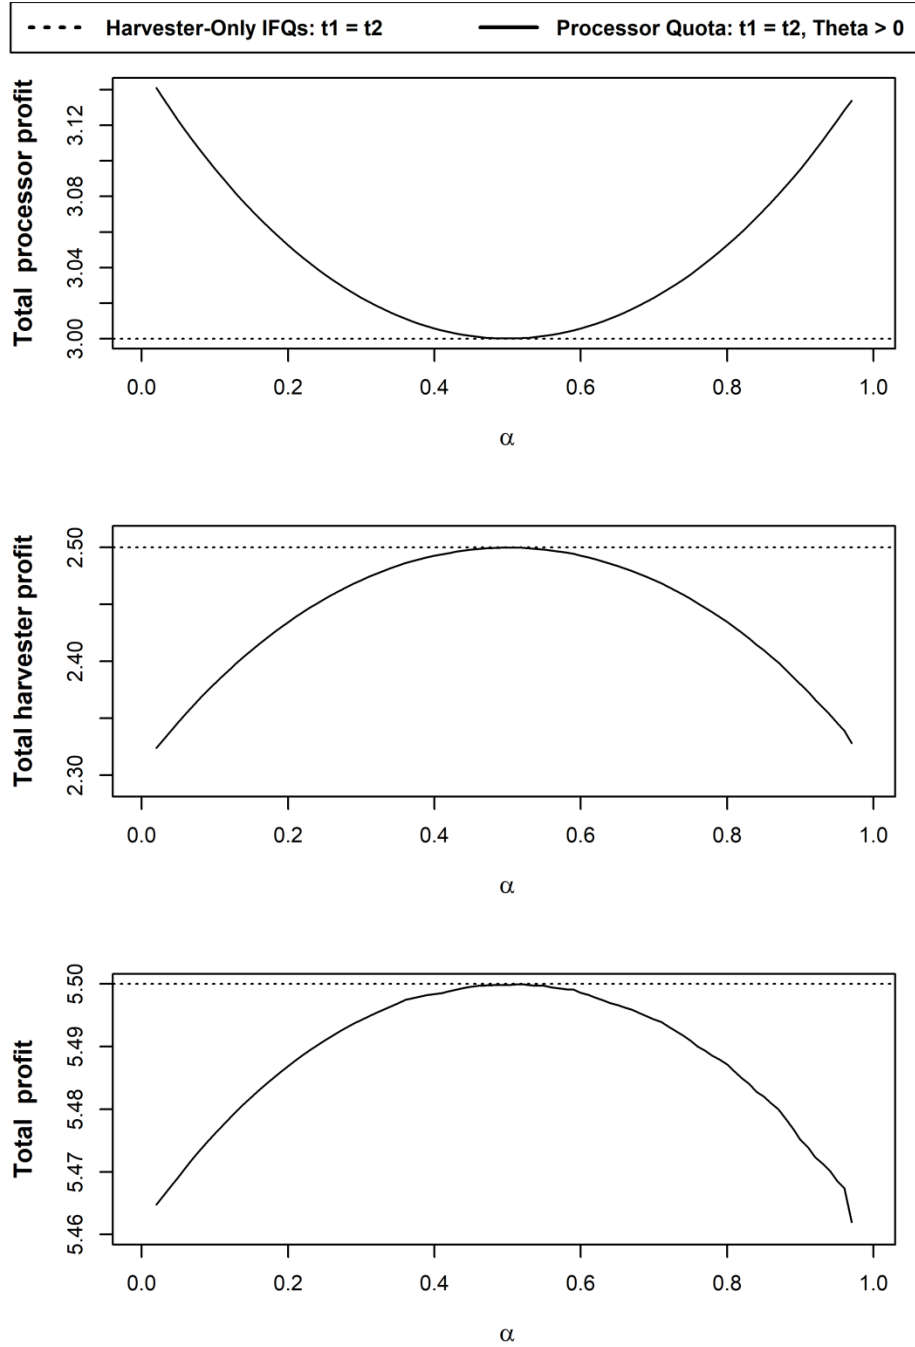 Harvester-Only IFQs: t1 = t2 Processor Quota: t1 = t2, Theta > 0
Total processor profit
3.12
3.08
3.04
3.00
0.0 0.2 0.4 0.6 0.8 1.0
α
Total harvester profit
2.50
2.40
2.30
0.0 0.2 0.4 0.6 0.8 1.0
α
Total profit
5.50
5.49
5.48
5.47
5.46
0.0 0.2 0.4 0.6 0.8 1.0
α